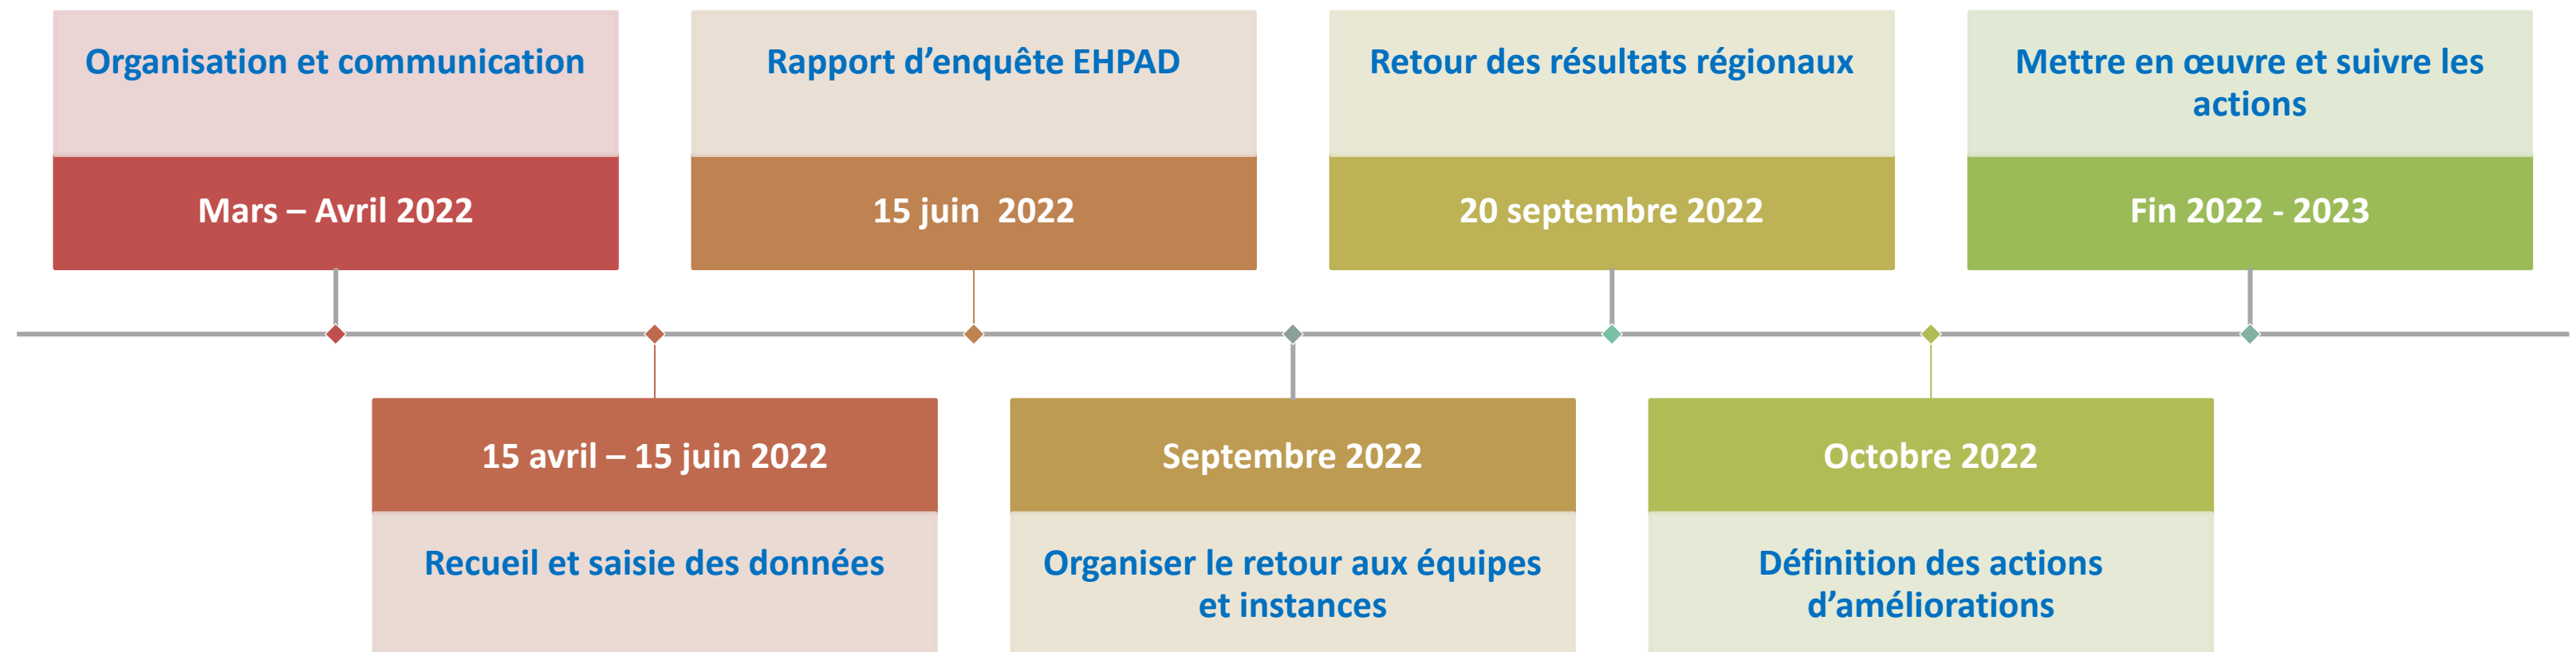 Organisation et communication
Mars – Avril 2022
15 avril – 15 juin 2022
Recueil et saisie des données
Rapport d’enquête EHPAD
15 juin  2022
Septembre 2022
Organiser le retour aux équipes
et instances
Retour des résultats régionaux
20 septembre 2022
Octobre 2022
Définition des actions
d’améliorations
Mettre en œuvre et suivre les
actions
Fin 2022 - 2023